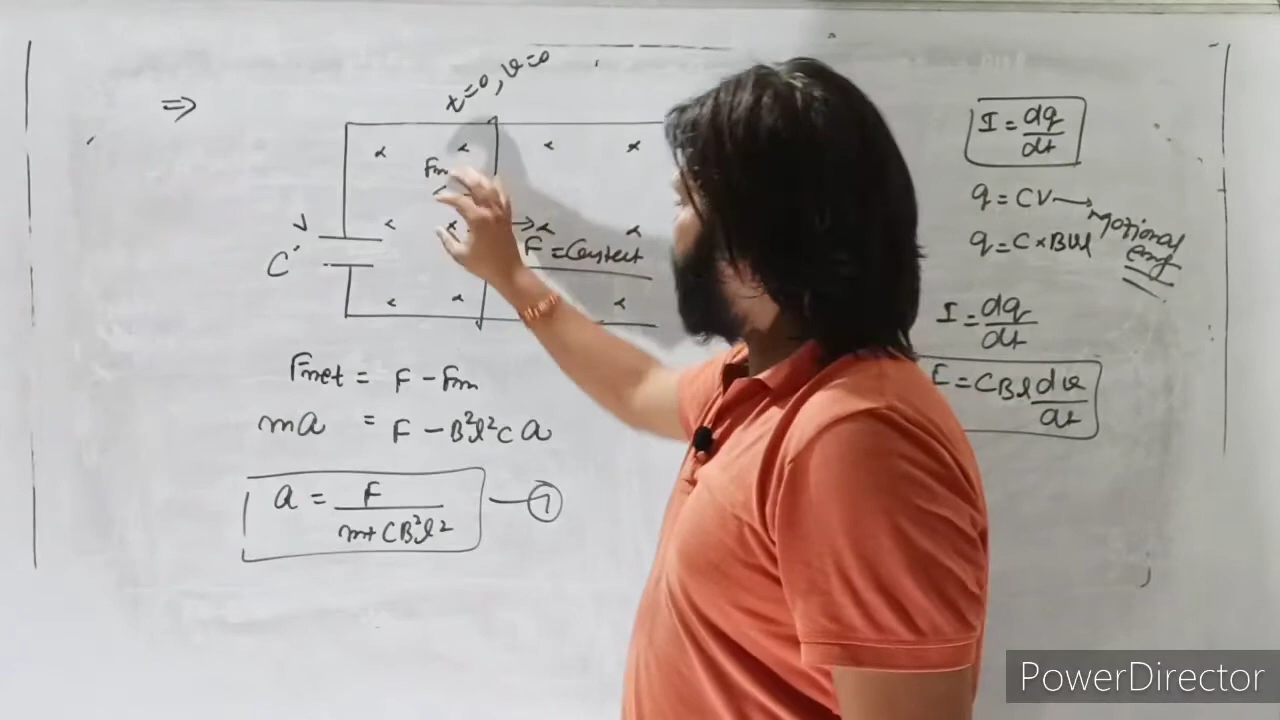 ⇒
t=0, v=0
Fm
F = Constent
C
Fnet = F - Fm
ma = F - B²l²c a
a = F / m+CB²l² — ①
I = dq/dt
q = CV → motional emf
q = C×Bvl
I = dq/dt
I = CBl dv/dt
PowerDirector